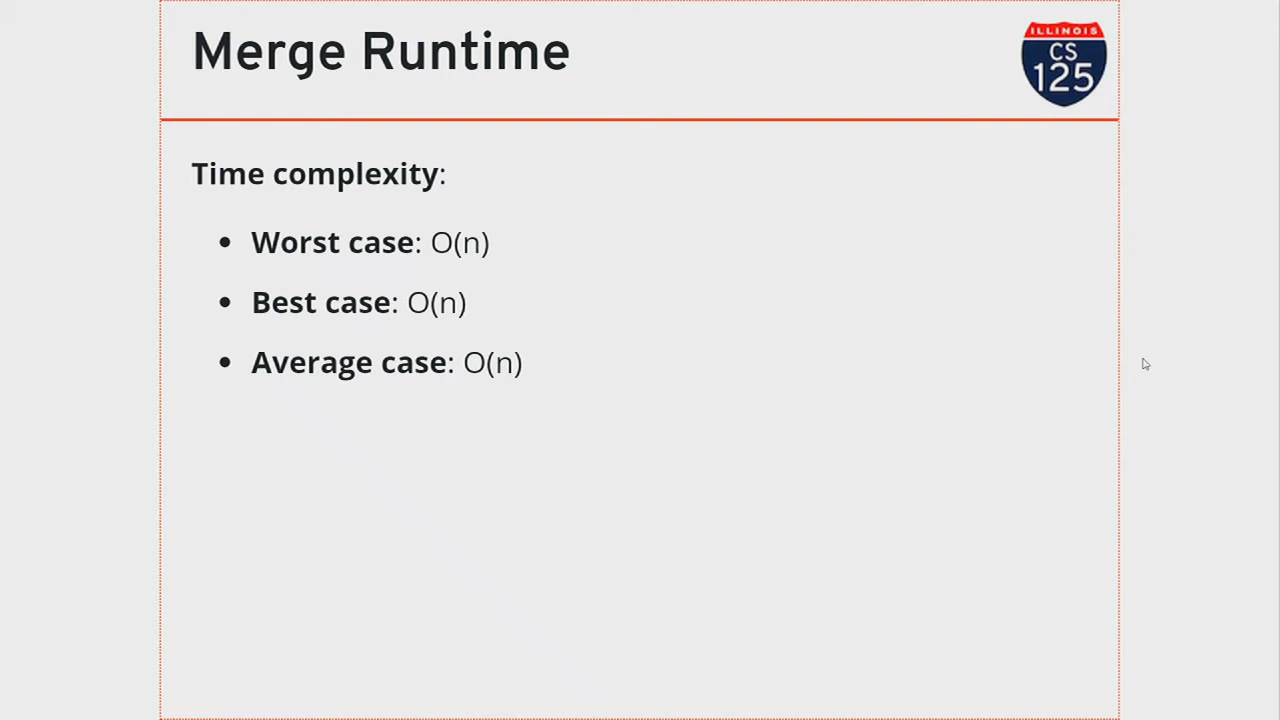 Merge Runtime
ILLINOIS
CS
125
Time complexity:
Worst case: O(n)
Best case: O(n)
Average case: O(n)